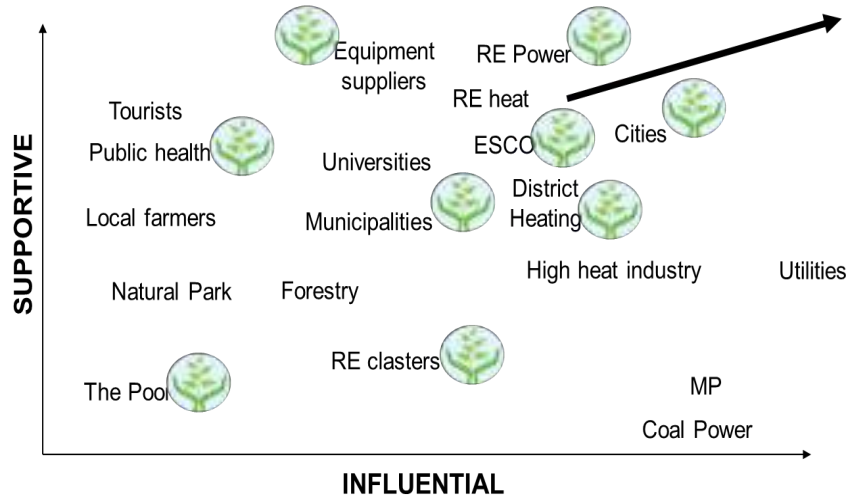 Equipment
suppliers
RE Power
RE heat
Tourists
Public health
ESCO
Cities
Universities
District
Heating
Local farmers
Municipalities
High heat industry
Utilities
Natural Park
Forestry
RE clasters
The Poor
MP
Coal Power
SUPPORTIVE
INFLUENTIAL